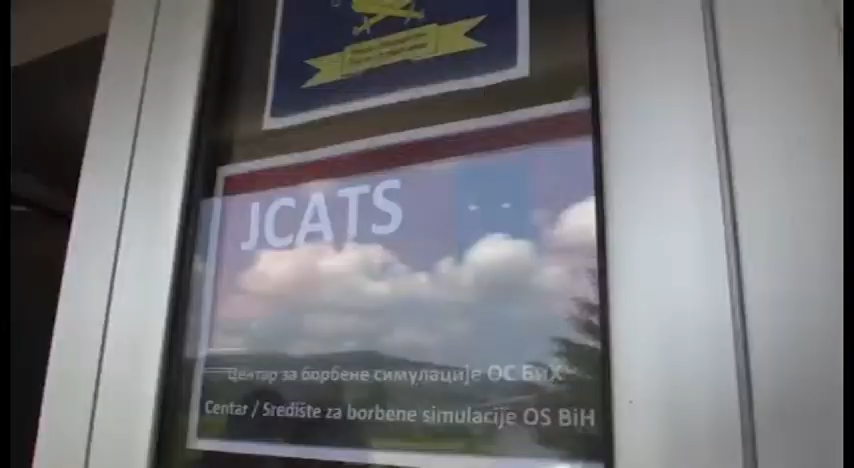 JCATS
Центар за борбене симулације ОС БиХ
Centar / Središte za borbene simulacije OS BiH